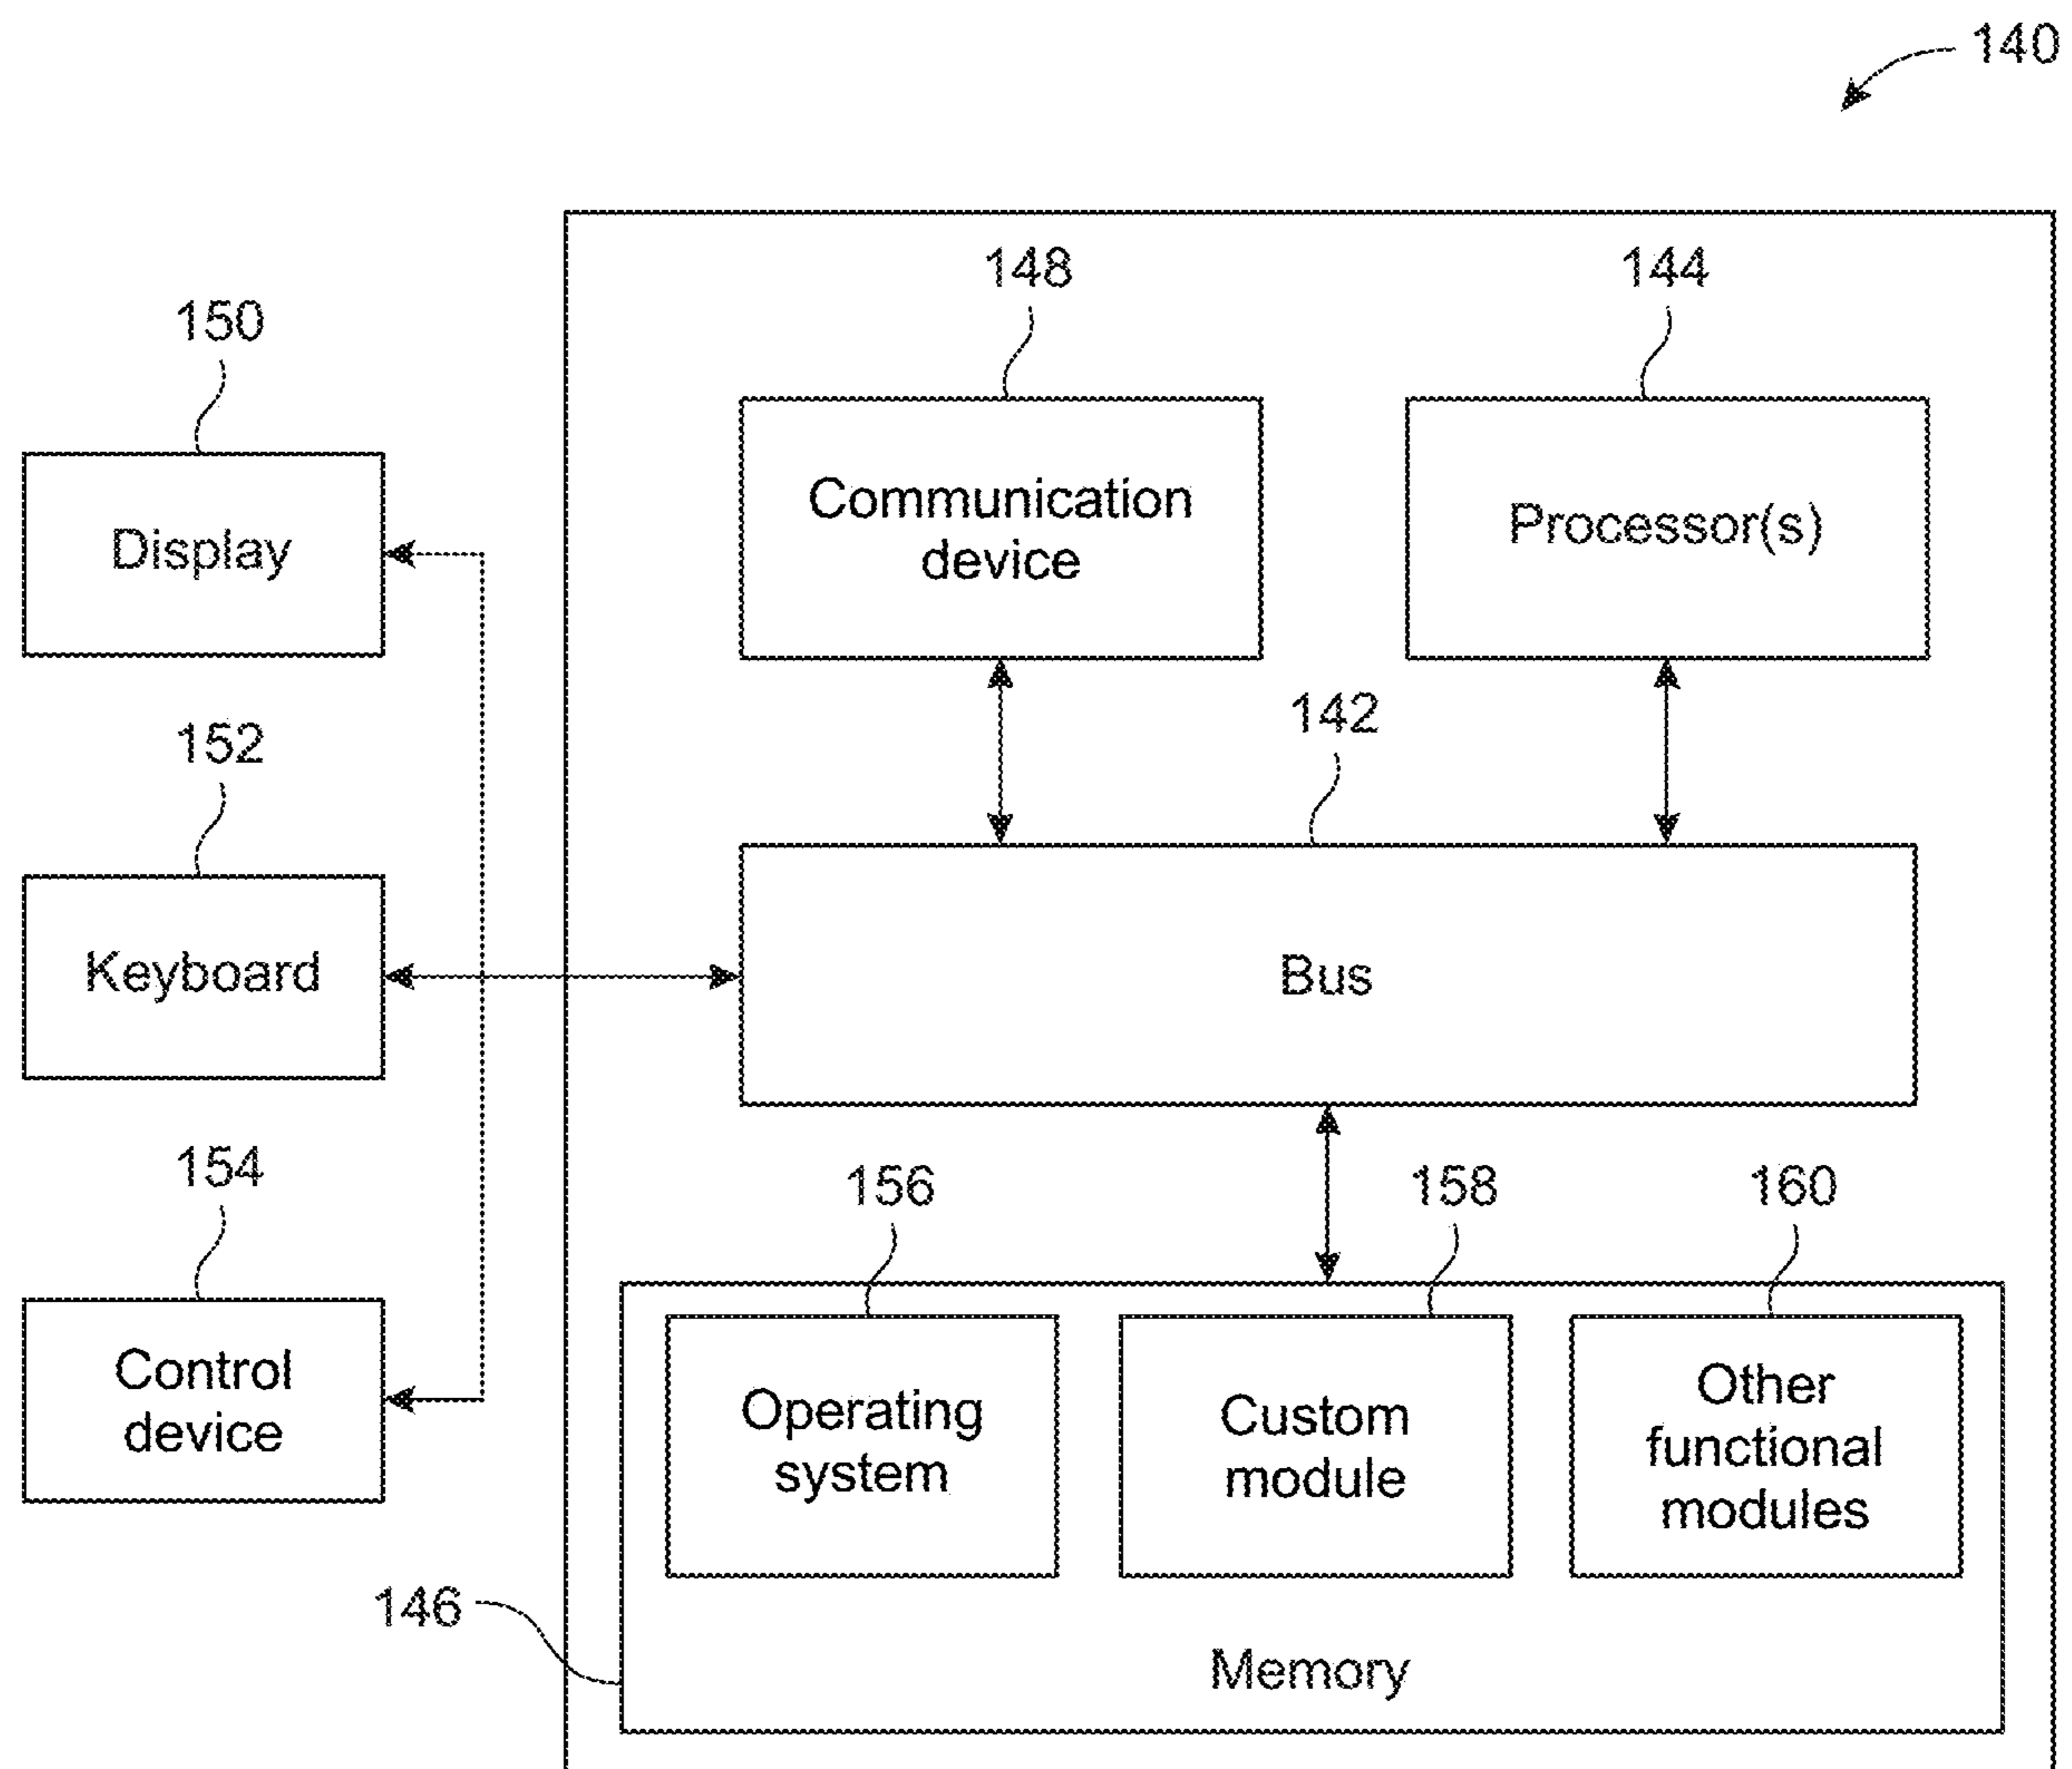 140
148
144
150
Communication
device
Processor(s)
Display
142
152
Keyboard
Bus
154
156
158
160
Control
device
Operating
system
Custom
module
Other
functional
modules
146
Memory